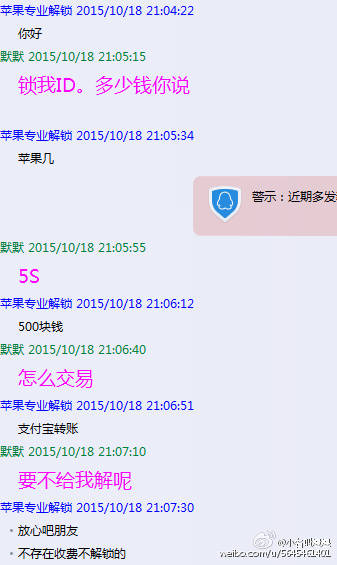 苹果专业解锁 2015/10/18 21:04:22
你好
默默 2015/10/18 21:05:15
锁我ID。多少钱你说
苹果专业解锁 2015/10/18 21:05:34
苹果几
警示：近期多发
默默 2015/10/18 21:05:55
5S
苹果专业解锁 2015/10/18 21:06:12
500块钱
默默 2015/10/18 21:06:40
怎么交易
苹果专业解锁 2015/10/18 21:06:51
支付宝转账
默默 2015/10/18 21:07:10
要不给我解呢
苹果专业解锁 2015/10/18 21:07:30
放心吧朋友
不存在收费不解锁的
weibo.com/u/5645461401